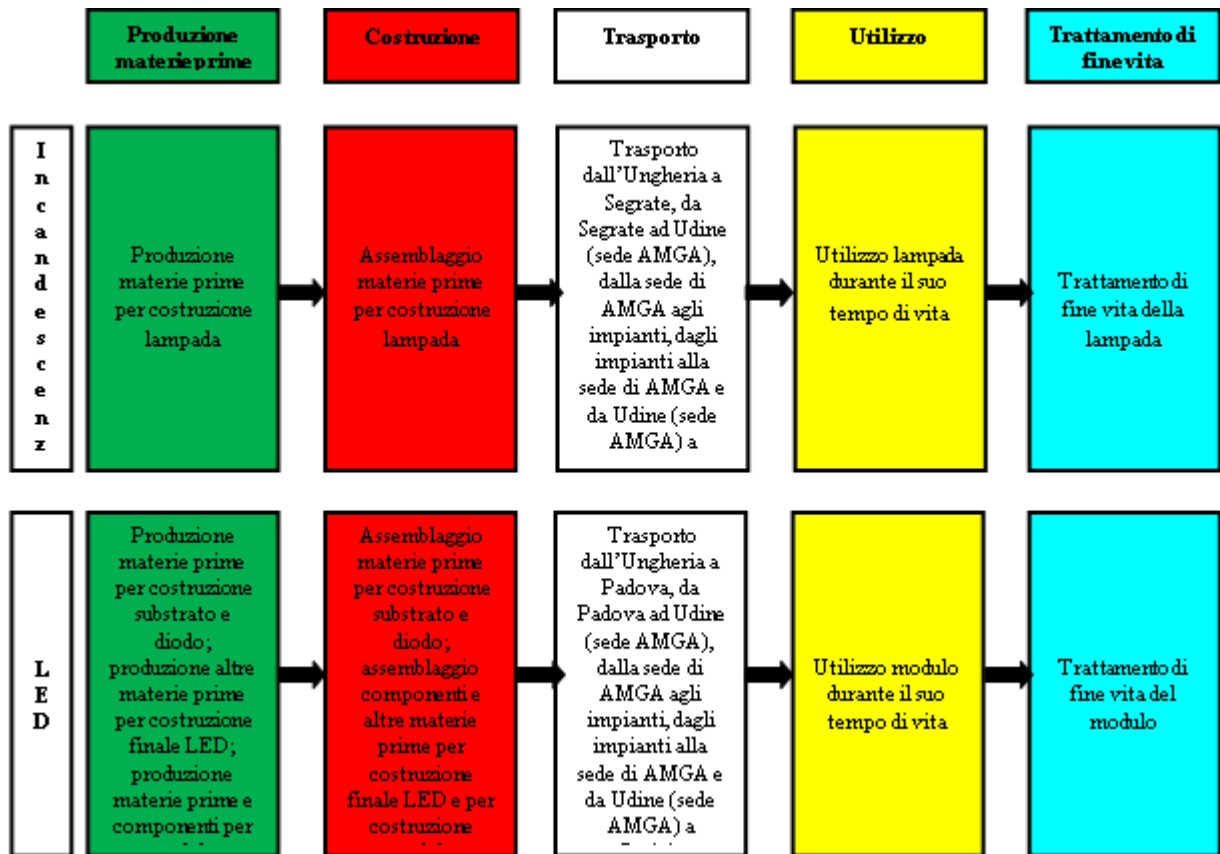 Produzione
materie prime
Costruzione
Trasporto
Utilizzo
Trattamento di
fine vita
I
n
c
a
n
d
e
s
c
e
n
z
Produzione
materie prime
per costruzione
lampada
Assemblaggio
materie prime
per costruzione
lampada
Trasporto
dall'Ungheria a
Segrate, da
Segrate ad Udine
(sede AMGA),
dalla sede di
AMGA agli
impianti, dagli
impianti alla
sede di AMGA e
da Udine (sede
AMGA) a
Utilizzo lampada
durante il suo
tempo di vita
Trattamento di
fine vita della
lampada
L
E
D
Produzione
materie prime
per costruzione
substrato e
diodo;
produzione altre
materie prime
per costruzione
finale LED;
produzione
materie prime e
componenti per
Assemblaggio
materie prime
per costruzione
substrato e
diodo;
assemblaggio
componenti e
altre materie
prime per
costruzione
finale LED e per
costruzione
Trasporto
dall'Ungheria a
Padova, da
Padova ad Udine
(sede AMGA),
dalla sede di
AMGA agli
impianti, dagli
impianti alla
sede di AMGA e
da Udine (sede
AMGA) a
Utilizzo modulo
durante il suo
tempo di vita
Trattamento di
fine vita del
modulo